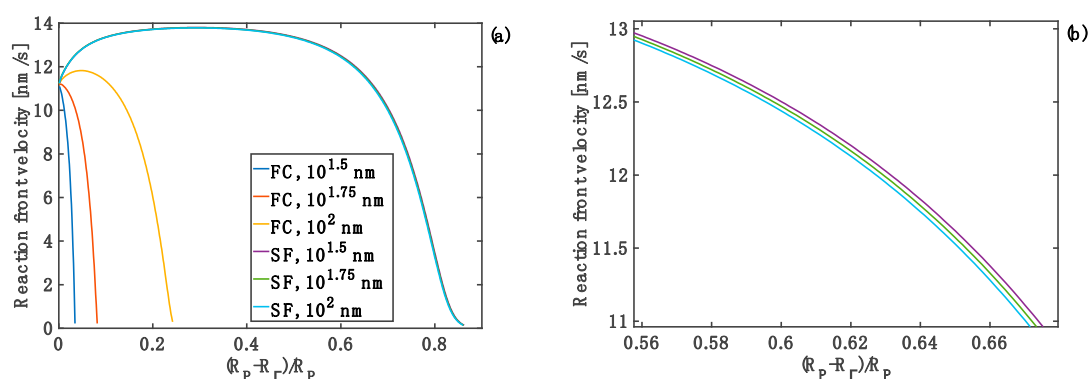 14
12
10
8
6
4
2
0
Reaction front velocity [nm/s]
0 0.2 0.4 0.6 0.8
(R_P-R_Γ)/R_P
(a)
FC, 10^1.5 nm
FC, 10^1.75 nm
FC, 10^2 nm
SF, 10^1.5 nm
SF, 10^1.75 nm
SF, 10^2 nm
13
12.5
12
11.5
11
Reaction front velocity [nm/s]
0.56 0.58 0.6 0.62 0.64 0.66
(R_P-R_Γ)/R_P
(b)